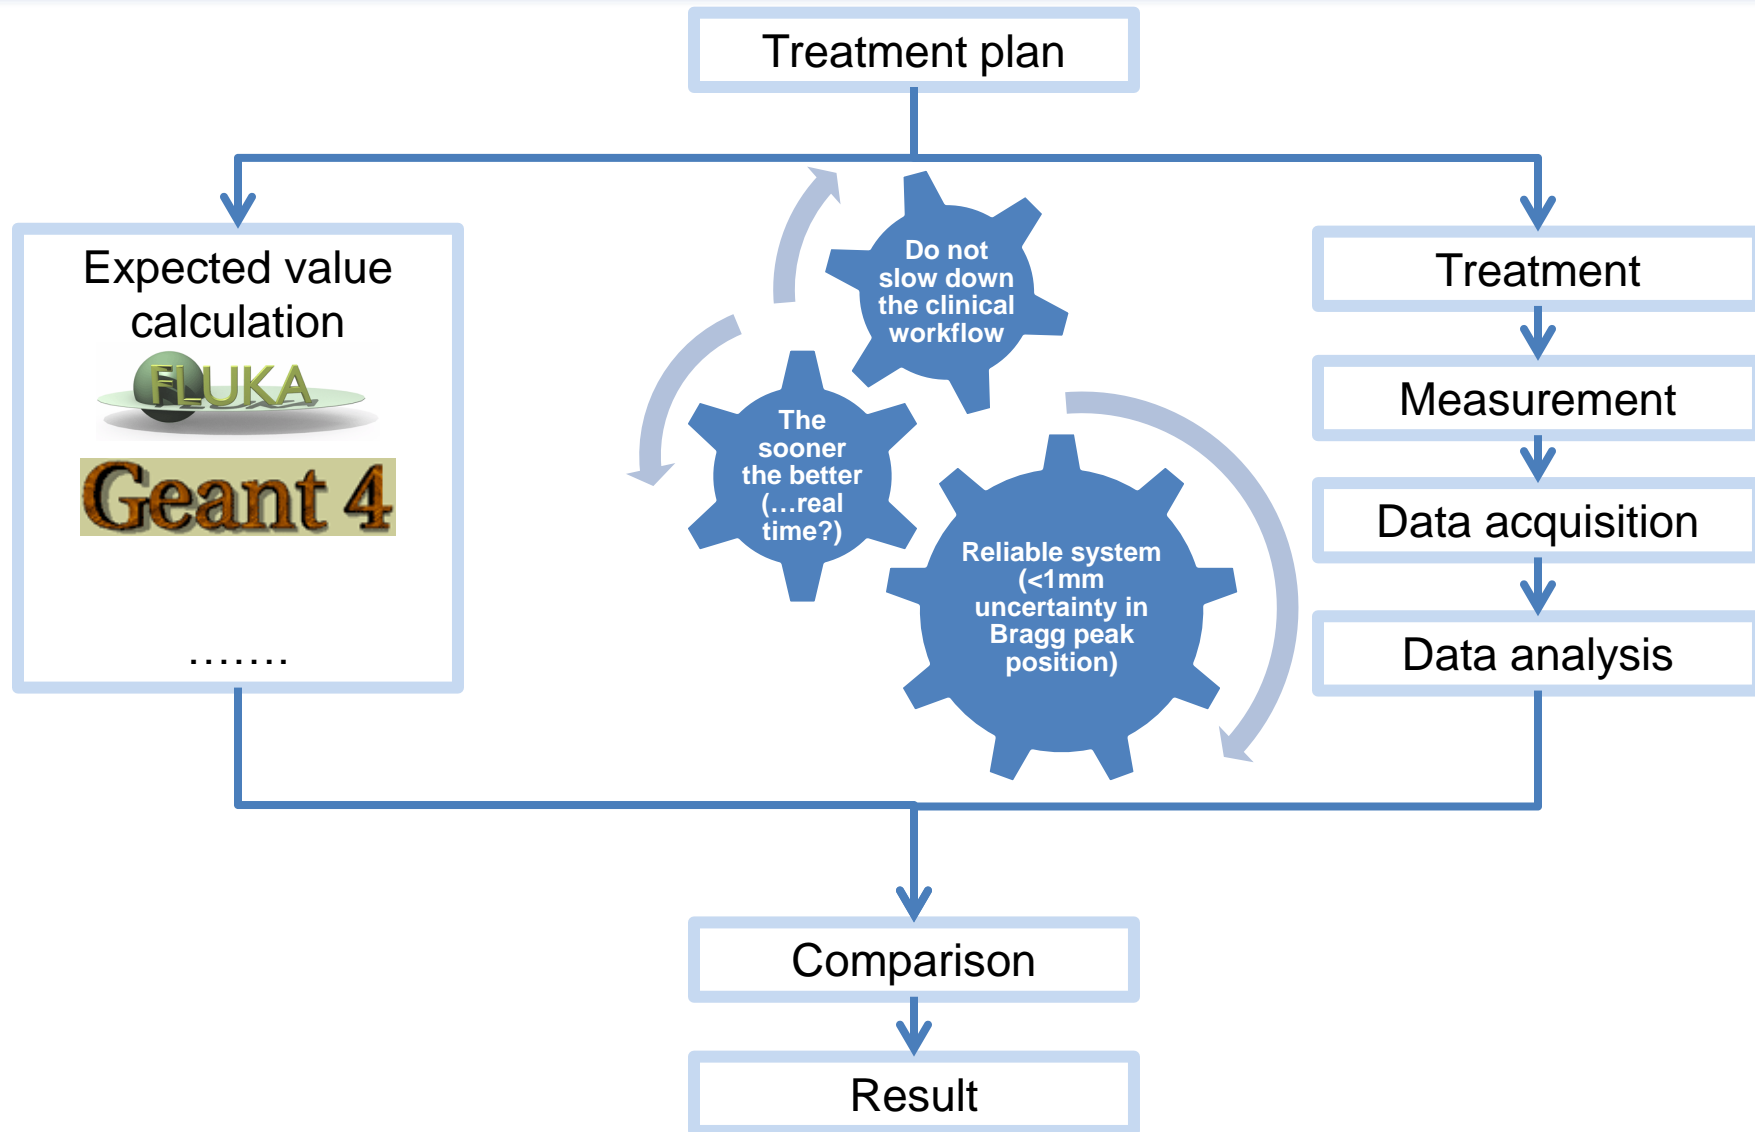 Treatment plan
Expected value
calculation
FLUKA
Geant 4
.......
Do not
slow down
the clinical
workflow
The
sooner
the better
(...real
time?)
Reliable system
(<1mm
uncertainty in
Bragg peak
position)
Treatment
Measurement
Data acquisition
Data analysis
Comparison
Result